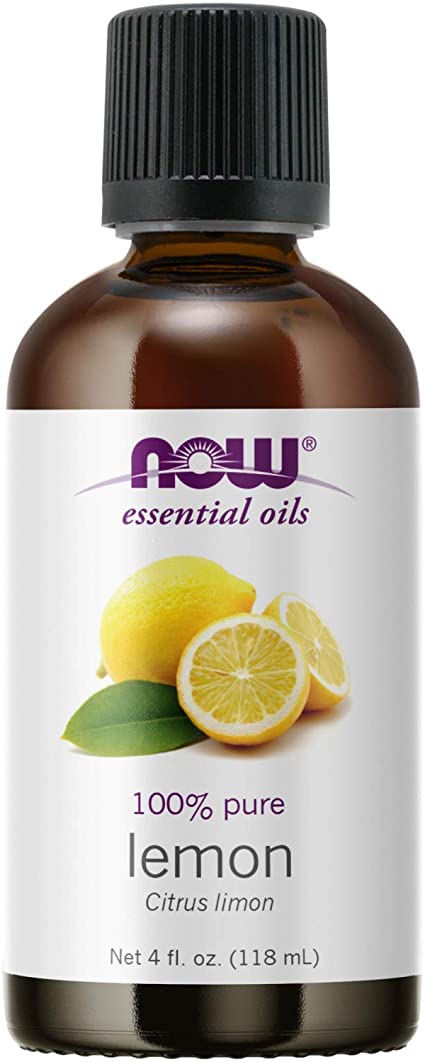 now®
essential oils
100% pure
lemon
Citrus limon
Net 4 fl. oz. (118 mL)